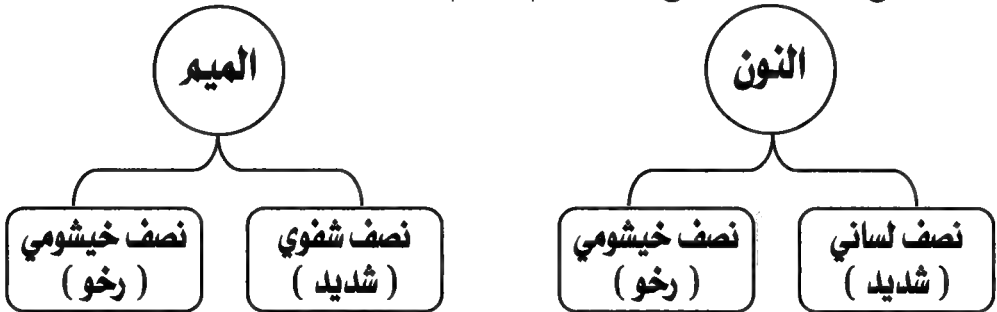 النون
نصف لساني
( شديد )
نصف خيشومي
( رخو )
الميم
نصف شفوي
( شديد )
نصف خيشومي
( رخو )